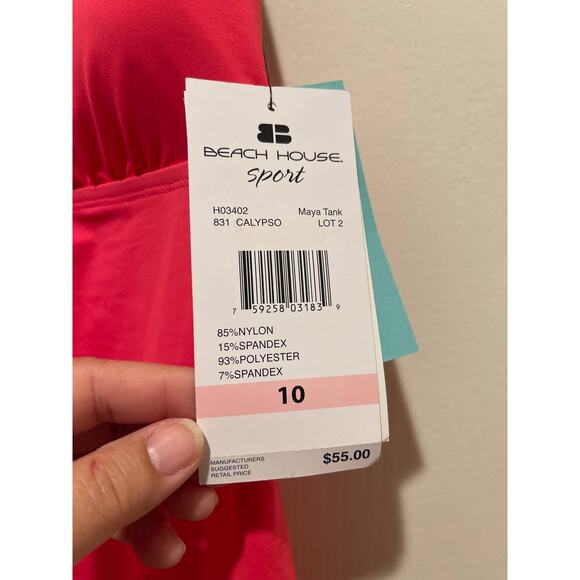 BEACH HOUSE®
sport
H03402 Maya Tank
831 CALYPSO LOT 2
7 59258 03183 9
85%NYLON
15%SPANDEX
93%POLYESTER
7%SPANDEX
10
MANUFACTURERS
SUGGESTED
RETAIL PRICE $55.00